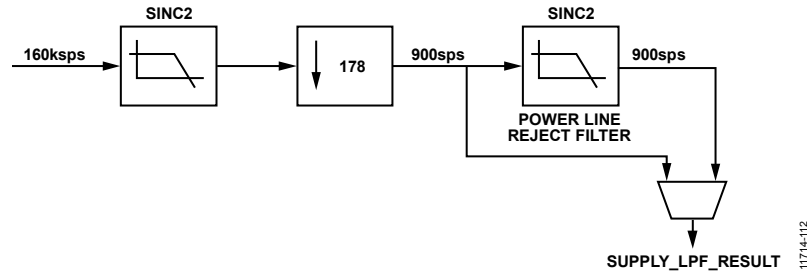 SINC2
SINC2
160ksps
178
900sps
900sps
POWER LINE
REJECT FILTER
SUPPLY_LPF_RESULT
11714-112